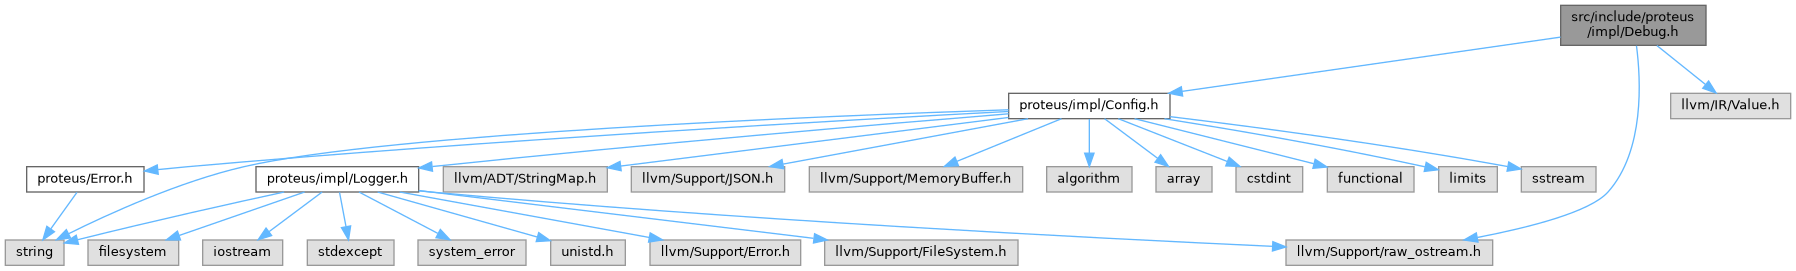 src/include/proteus
/impl/Debug.h
proteus/impl/Config.h
llvm/IR/Value.h
proteus/Error.h
proteus/impl/Logger.h
llvm/ADT/StringMap.h
llvm/Support/JSON.h
llvm/Support/MemoryBuffer.h
algorithm
array
cstdint
functional
limits
sstream
string
filesystem
iostream
stdexcept
system_error
unistd.h
llvm/Support/Error.h
llvm/Support/FileSystem.h
llvm/Support/raw_ostream.h